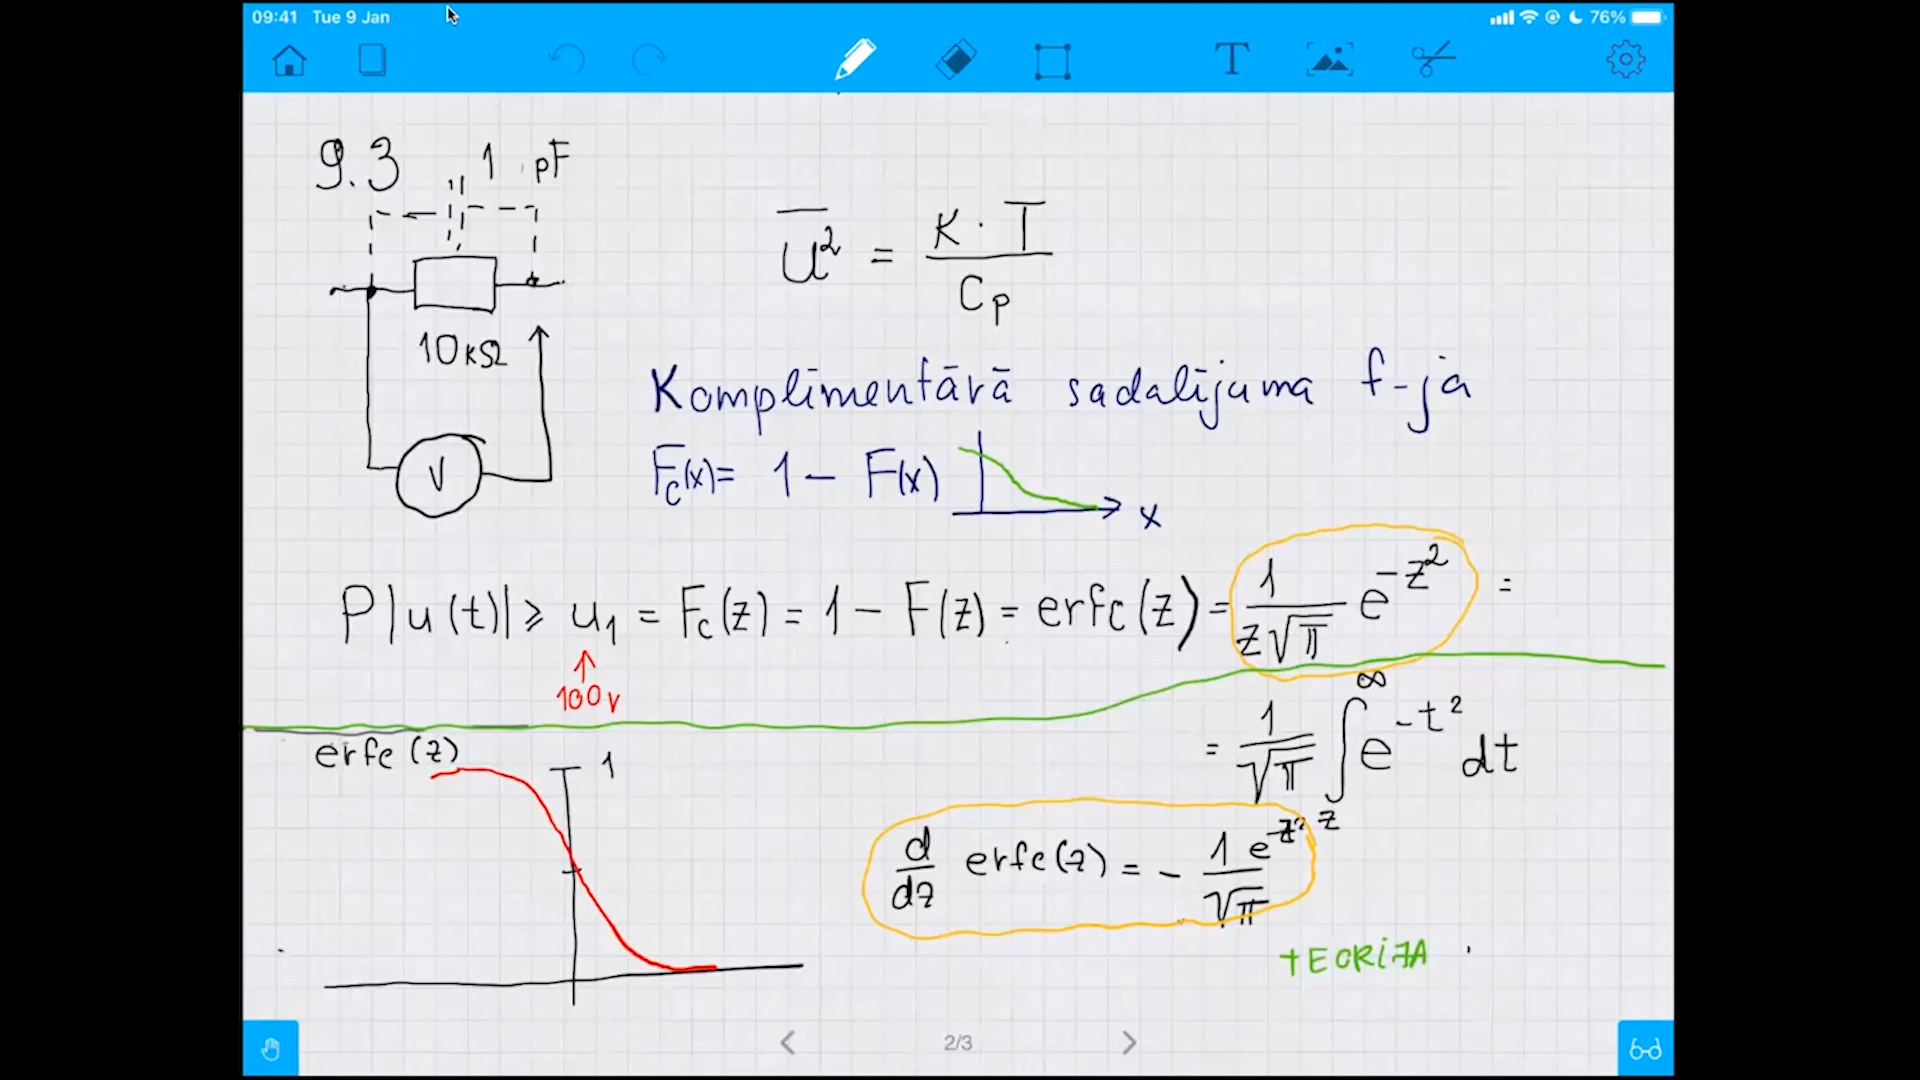 09:41 Tue 9 Jan 76%
T
9.3 1 pF
10kΩ
V
u² = K · T / Cp
Komplimentārā sadalījuma f-ja
Fc(x) = 1 – F(x)
x
P|u(t)| ⩾ u₁ = Fc(z) = 1 – F(z) = erfc(z) = 1/(z√π) e^(-z²) =
100 v
= 1/√π ∫_z^∞ e^(-t²) dt
erfc (z)
1
d/dz erfc(z) = - 1/√π e^(-z²)
TEORIJA
2/3